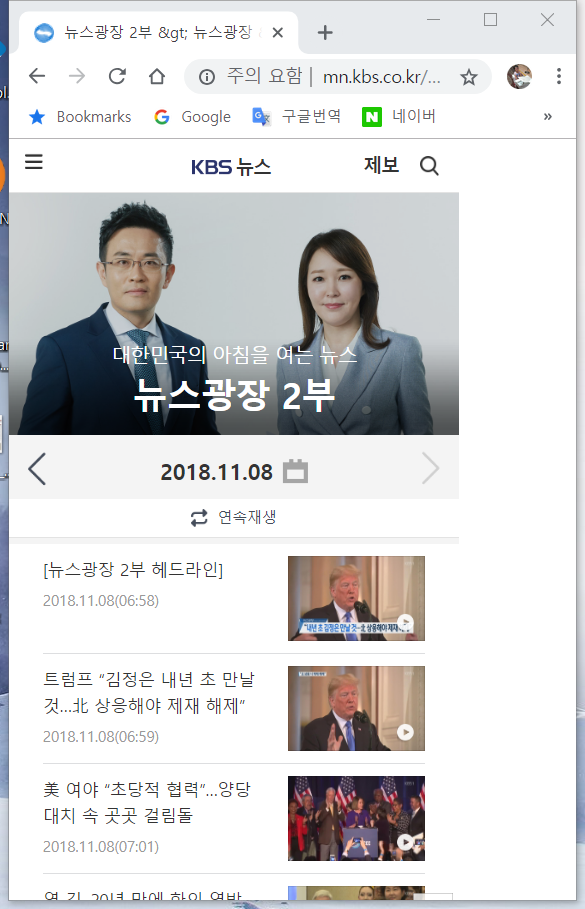 뉴스광장 2부 &gt; 뉴스광장
주의 요함 | mn.kbs.co.kr/...
Bookmarks Google 구글번역 네이버 »
KBS 뉴스 제보
대한민국의 아침을 여는 뉴스
뉴스광장 2부
2018.11.08
연속재생
[뉴스광장 2부 헤드라인]
2018.11.08(06:58)
"내년 초 김정은 만날 것…北 상응해야 제재
트럼프 “김정은 내년 초 만날
것…北 상응해야 제재 해제”
2018.11.08(06:59)
美 여야 “초당적 협력”…양당
대치 속 곳곳 걸림돌
2018.11.08(07:01)